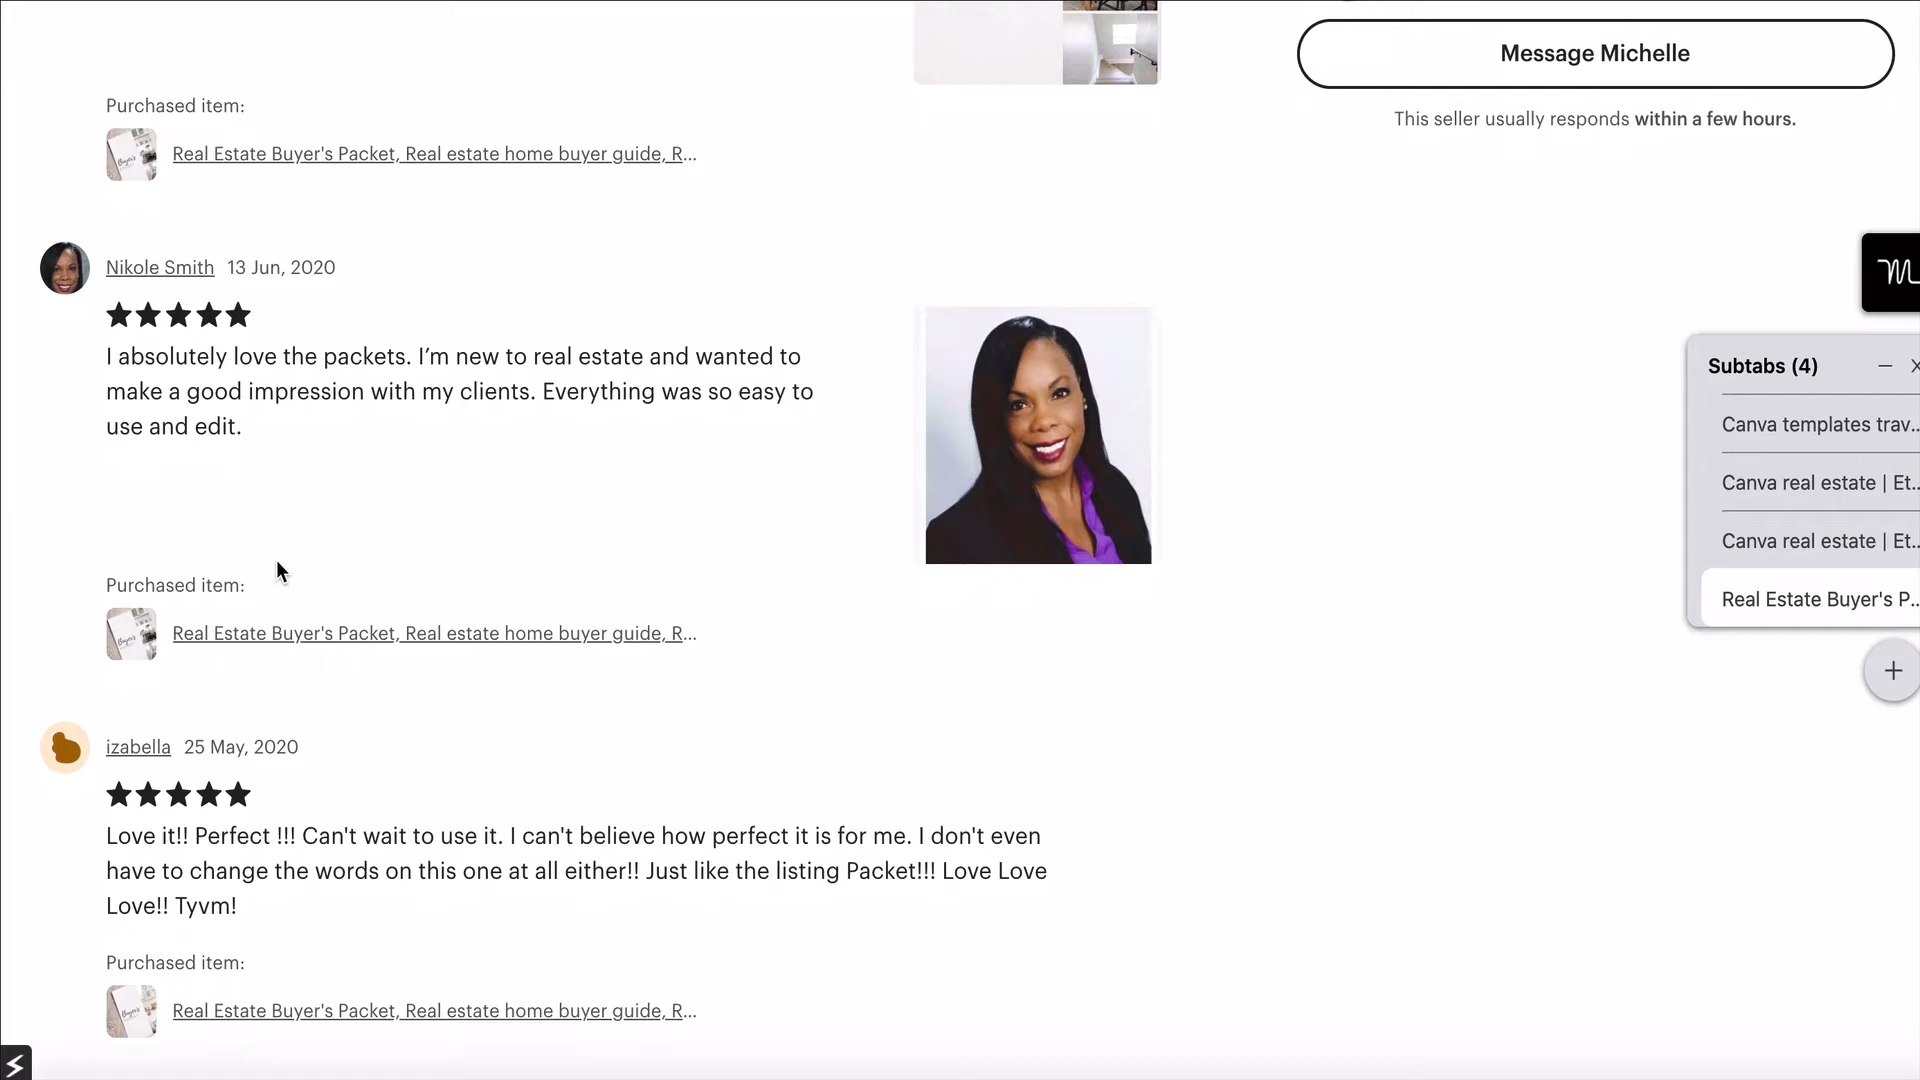 Message Michelle
This seller usually responds within a few hours.
Purchased item:
Real Estate Buyer's Packet, Real estate home buyer guide, R...
Nikole Smith 13 Jun, 2020
I absolutely love the packets. I’m new to real estate and wanted to
make a good impression with my clients. Everything was so easy to
use and edit.
Purchased item:
Real Estate Buyer's Packet, Real estate home buyer guide, R...
izabella 25 May, 2020
Love it!! Perfect !!! Can't wait to use it. I can't believe how perfect it is for me. I don't even
have to change the words on this one at all either!! Just like the listing Packet!!! Love Love
Love!! Tyvm!
Purchased item:
Real Estate Buyer's Packet, Real estate home buyer guide, R...
Subtabs (4)
Canva templates trav...
Canva real estate | Et...
Canva real estate | Et...
Real Estate Buyer's P...